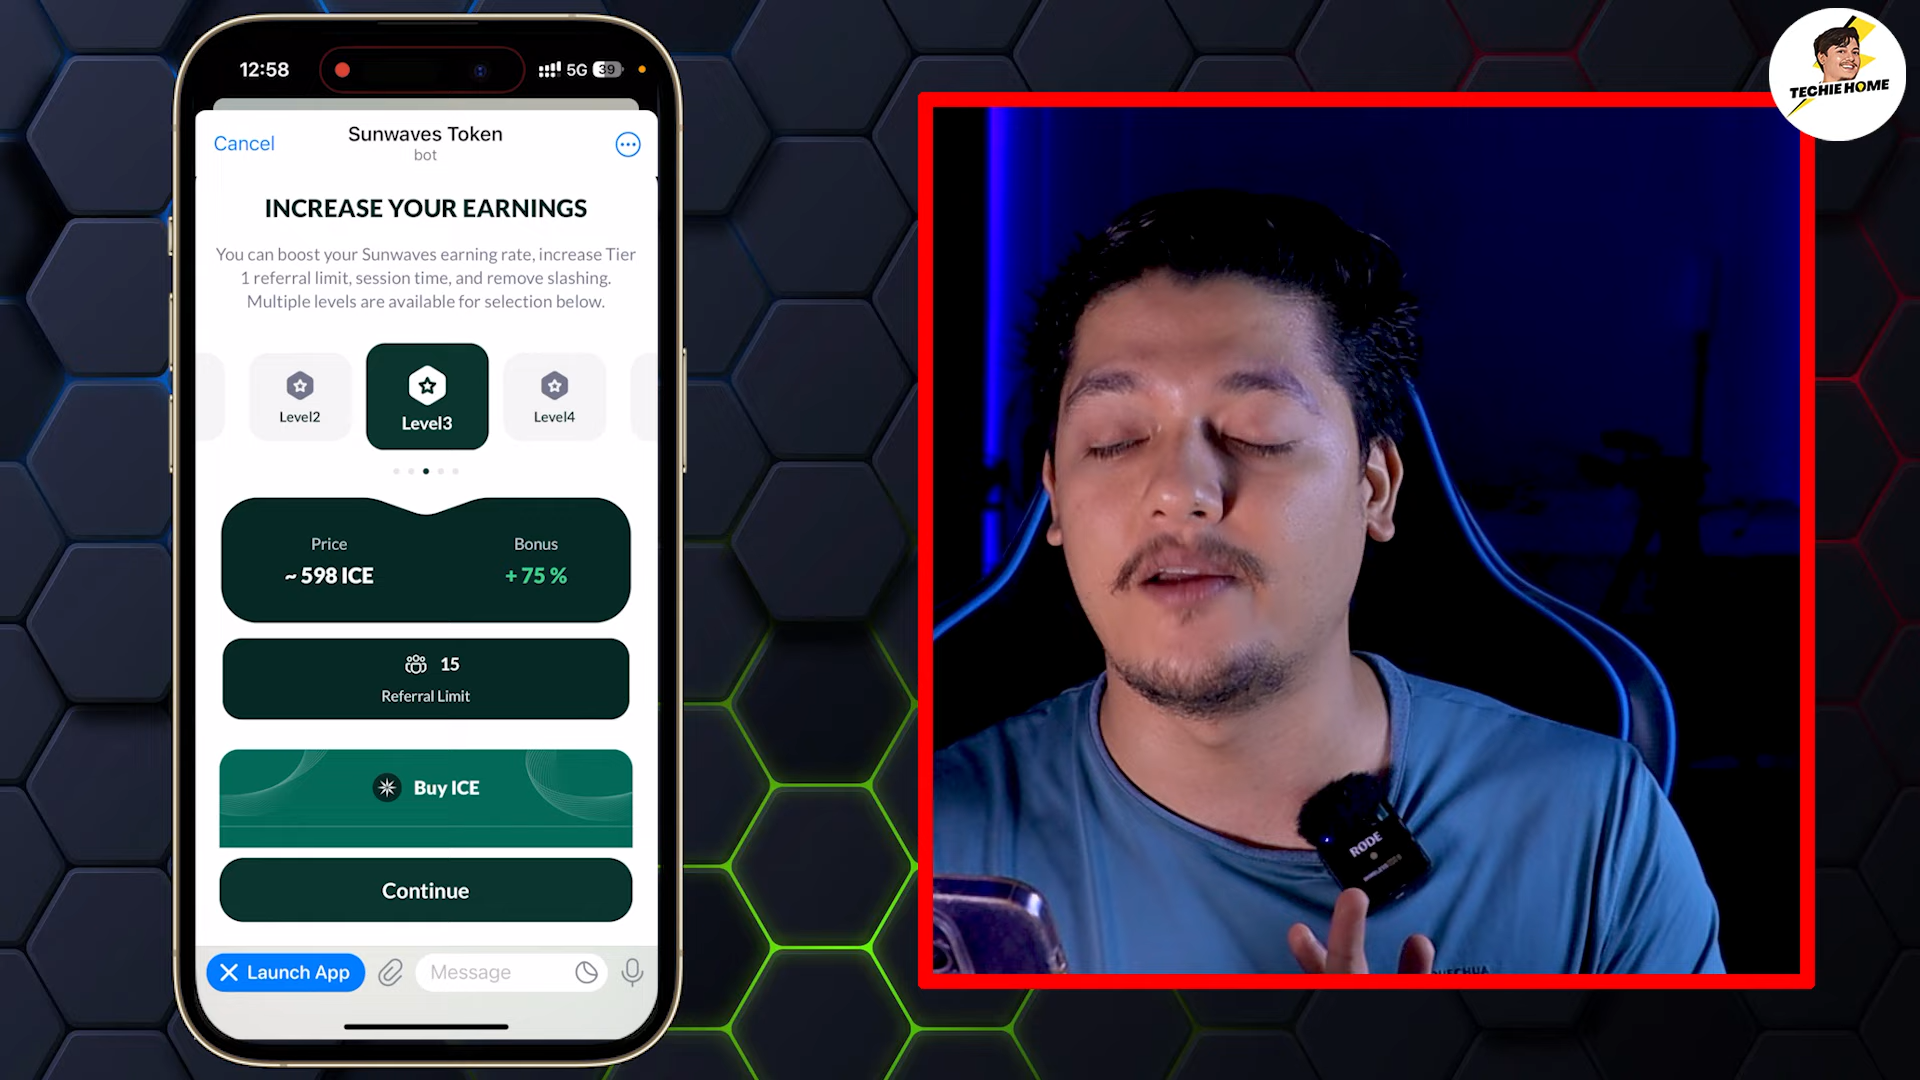 12:58
5G 39
Cancel
Sunwaves Token
bot
INCREASE YOUR EARNINGS
You can boost your Sunwaves earning rate, increase Tier
1 referral limit, session time, and remove slashing.
Multiple levels are available for selection below.
Level2
Level3
Level4
Price
Bonus
~ 598 ICE
+ 75 %
15
Referral Limit
Buy ICE
Continue
Launch App
Message
TECHIE HOME
RODE